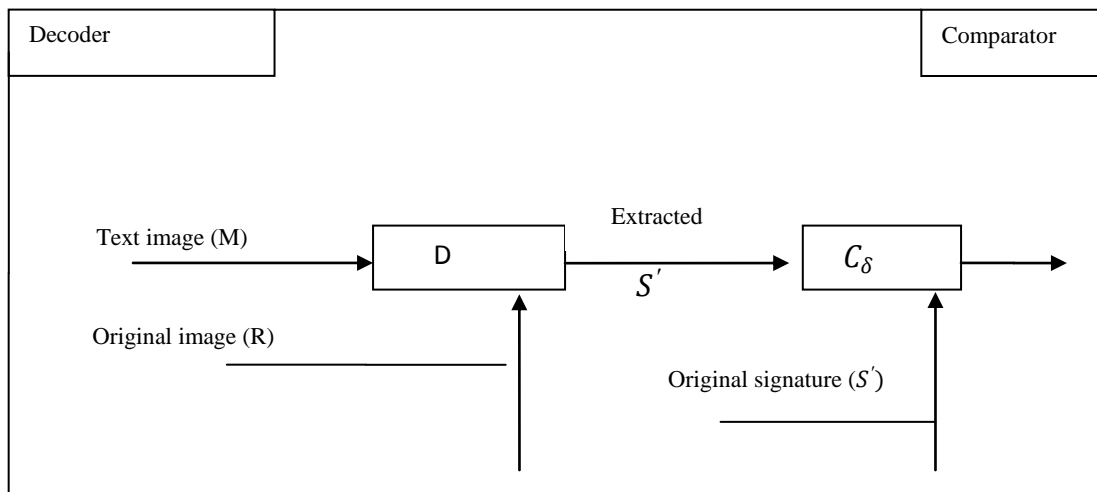 Decoder
Comparator
Extracted
Text image (M)
D
S′
C_δ
Original image (R)
Original signature (S′)